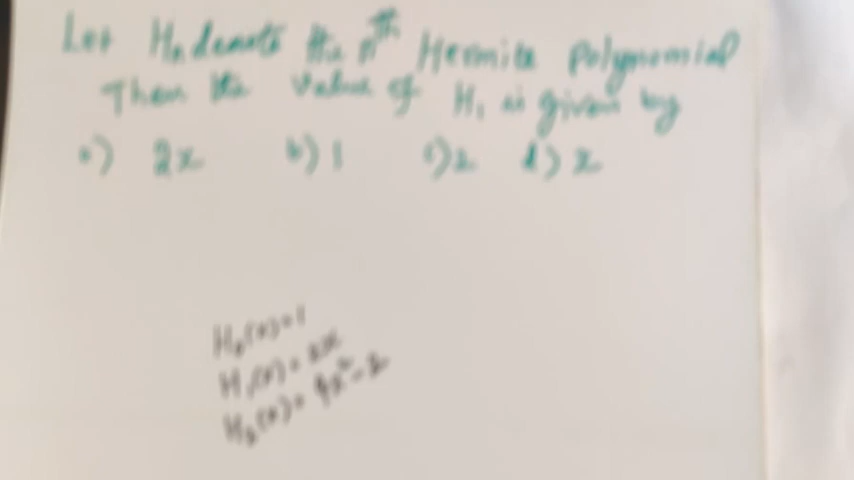 Let Hn denote the nth Hermite polynomial
Then the value of H1 is given by
a) 2x b) 1 c) 2 d) x
H0(x)=1
H1(x)=2x
H2(x)=4x²-2